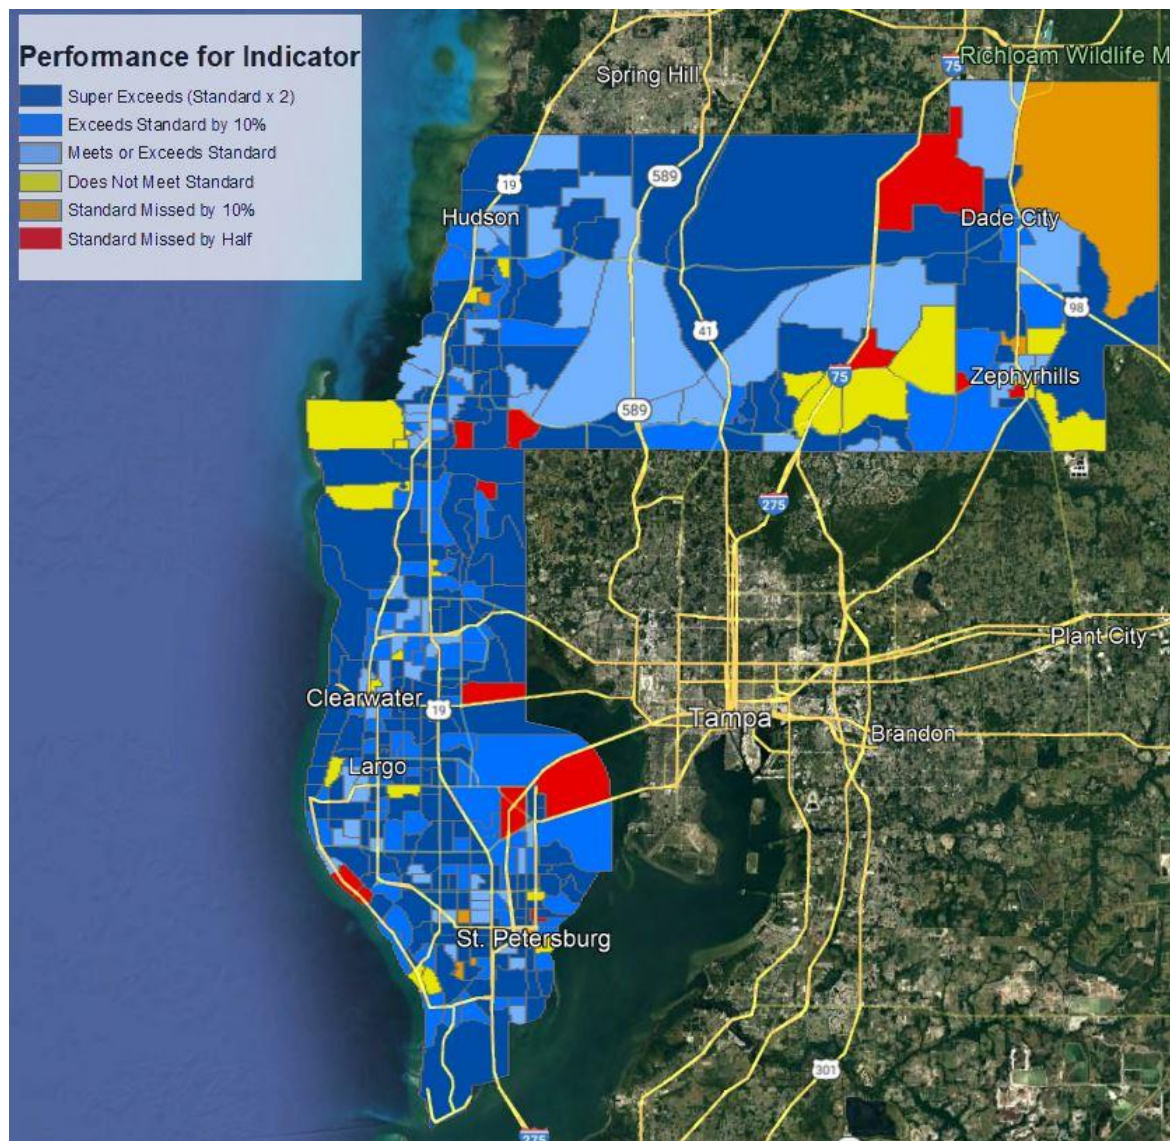 Performance for Indicator
Super Exceeds (Standard x 2)
Exceeds Standard by 10%
Meets or Exceeds Standard
Does Not Meet Standard
Standard Missed by 10%
Standard Missed by Half
Spring Hill
75
Richloam Wildlife M
19
589
Hudson
Dade City
98
41
75
Zephyrhills
589
275
Plant City
Clearwater
19
Tampa
Brandon
Largo
St. Petersburg
301
275